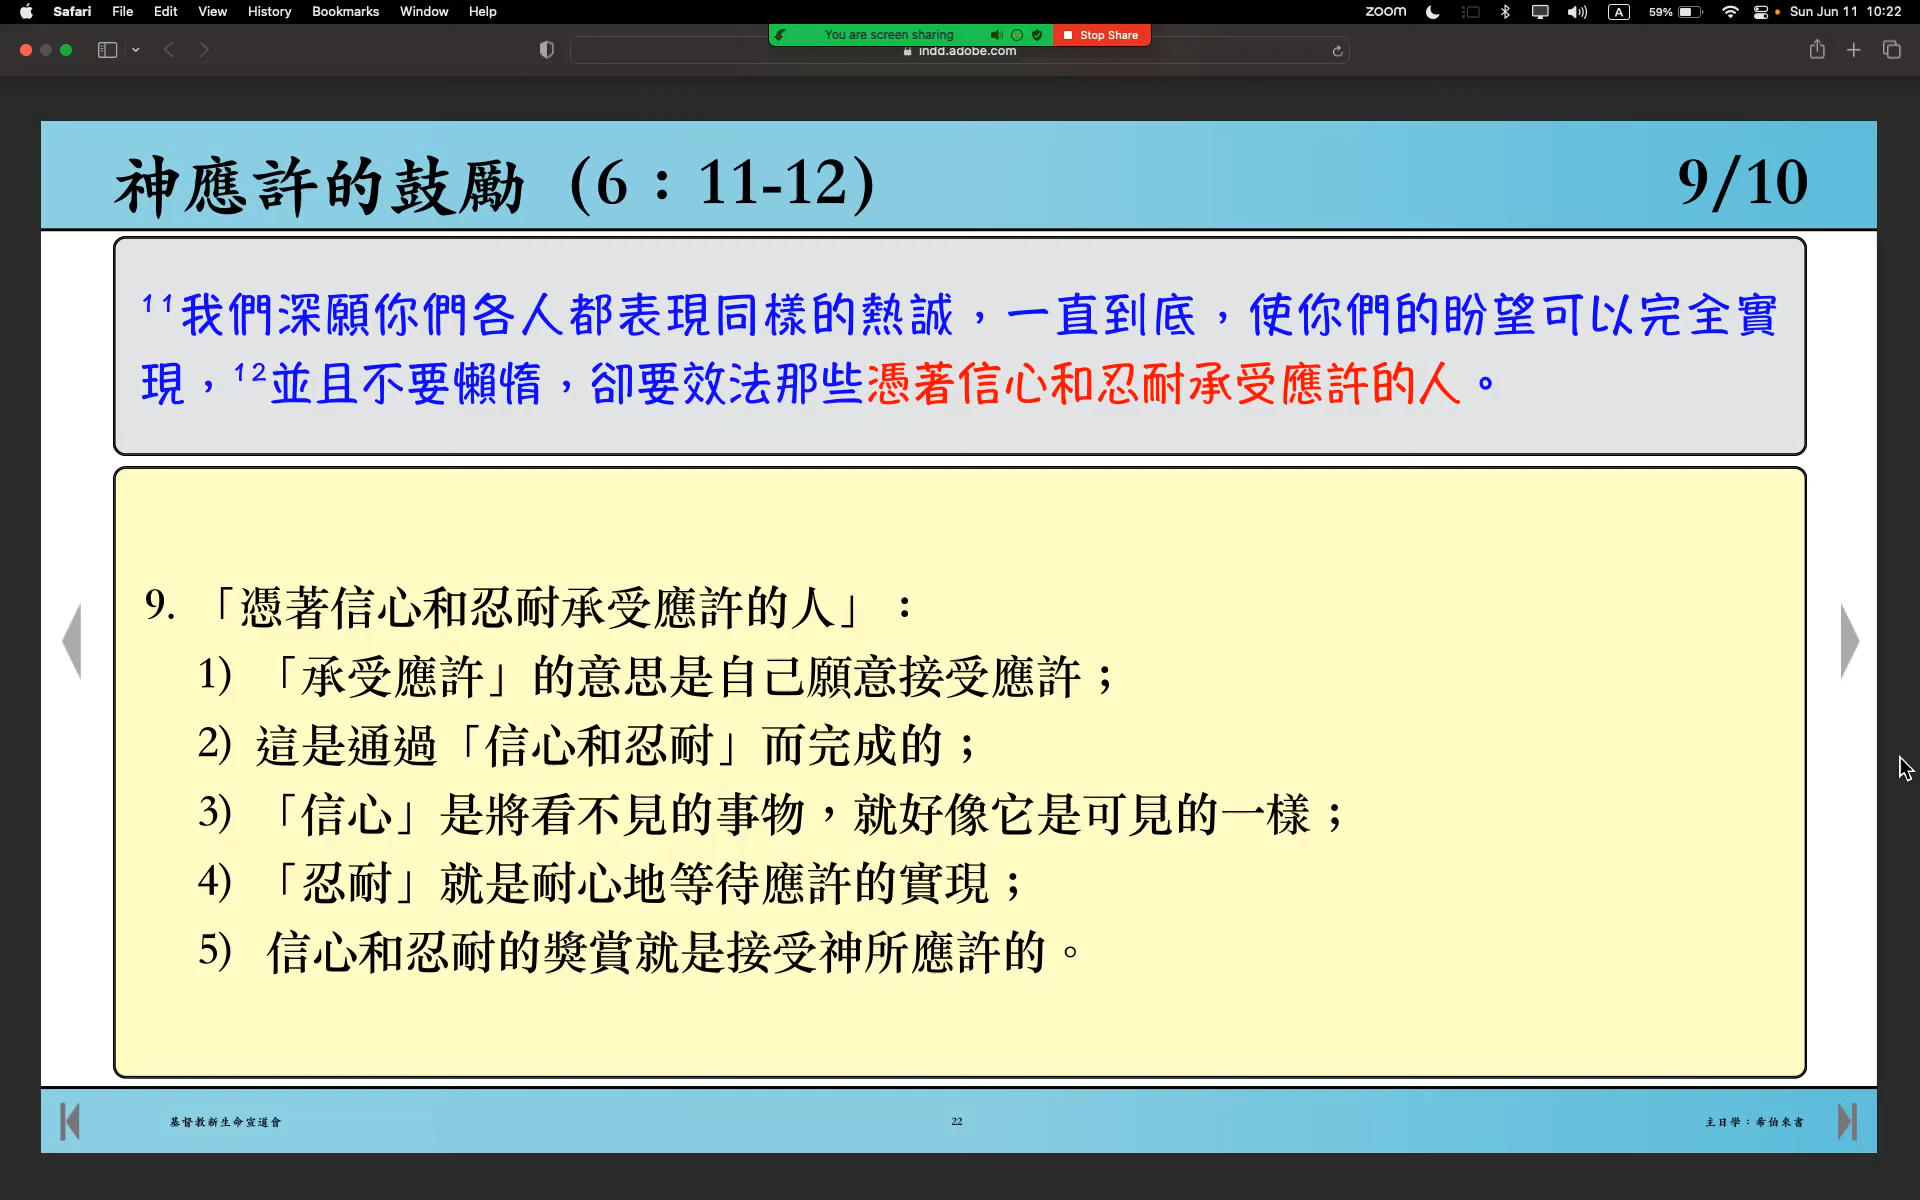 Safari File Edit View History Bookmarks Window Help zoom A 59% Sun Jun 11 10:22
You are screen sharing Stop Share
indd.adobe.com
神應許的鼓勵（6：11-12） 9/10
11我們深願你們各人都表現同樣的熱誠，一直到底，使你們的盼望可以完全實
現，12並且不要懶惰，卻要效法那些憑著信心和忍耐承受應許的人。
9. 「憑著信心和忍耐承受應許的人」：
1) 「承受應許」的意思是自己願意接受應許；
2) 這是通過「信心和忍耐」而完成的；
3) 「信心」是將看不見的事物，就好像它是可見的一樣；
4) 「忍耐」就是耐心地等待應許的實現；
5) 信心和忍耐的獎賞就是接受神所應許的。
基督教新生命宣道會 22 主日學：希伯來書